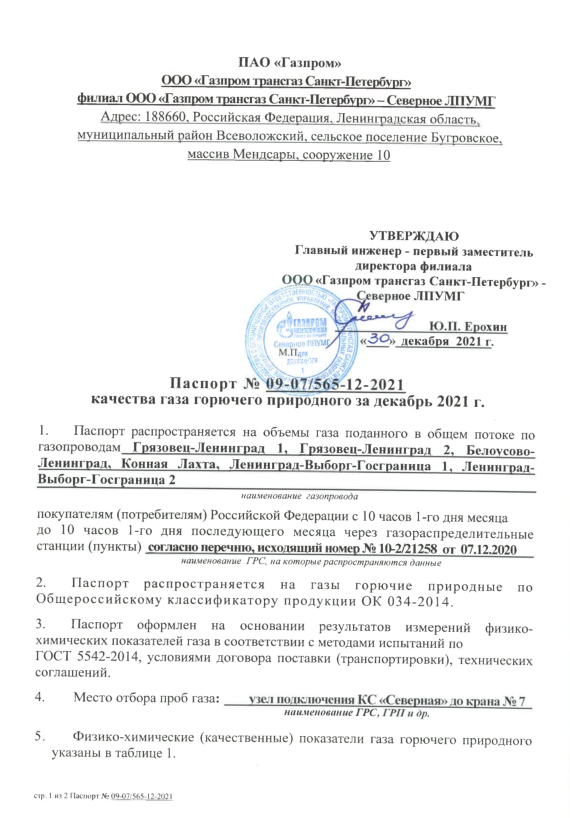 ПАО «Газпром»
ООО «Газпром трансгаз Санкт-Петербург»
филиал ООО «Газпром трансгаз Санкт-Петербург» – Северное ЛПУМГ
Адрес: 188660, Российская Федерация, Ленинградская область,
муниципальный район Всеволожский, сельское поселение Бугровское,
массив Мендсары, сооружение 10
УТВЕРЖДАЮ
Главный инженер - первый заместитель
директора филиала
ООО «Газпром трансгаз Санкт-Петербург» -
Северное ЛПУМГ
Ю.П. Ерохин
«30» декабря 2021 г.
ГАЗПРОМ
Северное ЛПУМГ
М.П.
для
1
Паспорт № 09-07/565-12-2021
качества газа горючего природного за декабрь 2021 г.
1. Паспорт распространяется на объемы газа поданного в общем потоке по
газопроводам Грязовец-Ленинград 1, Грязовец-Ленинград 2, Белоусово-
Ленинград, Конная Лахта, Ленинград-Выборг-Госграница 1, Ленинград-
Выборг-Госграница 2
наименование газопровода
покупателям (потребителям) Российской Федерации с 10 часов 1-го дня месяца
до 10 часов 1-го дня последующего месяца через газораспределительные
станции (пункты) согласно перечню, исходящий номер № 10-2/21258 от 07.12.2020
наименование ГРС, на которые распространяются данные
2. Паспорт распространяется на газы горючие природные по
Общероссийскому классификатору продукции ОК 034-2014.
3. Паспорт оформлен на основании результатов измерений физико-
химических показателей газа в соответствии с методами испытаний по
ГОСТ 5542-2014, условиями договора поставки (транспортировки), технических
соглашений.
4. Место отбора проб газа: узел подключения КС «Северная» до крана № 7
наименование ГРС, ГРП и др.
5. Физико-химические (качественные) показатели газа горючего природного
указаны в таблице 1.
стр. 1 из 2 Паспорт № 09-07/565-12-2021